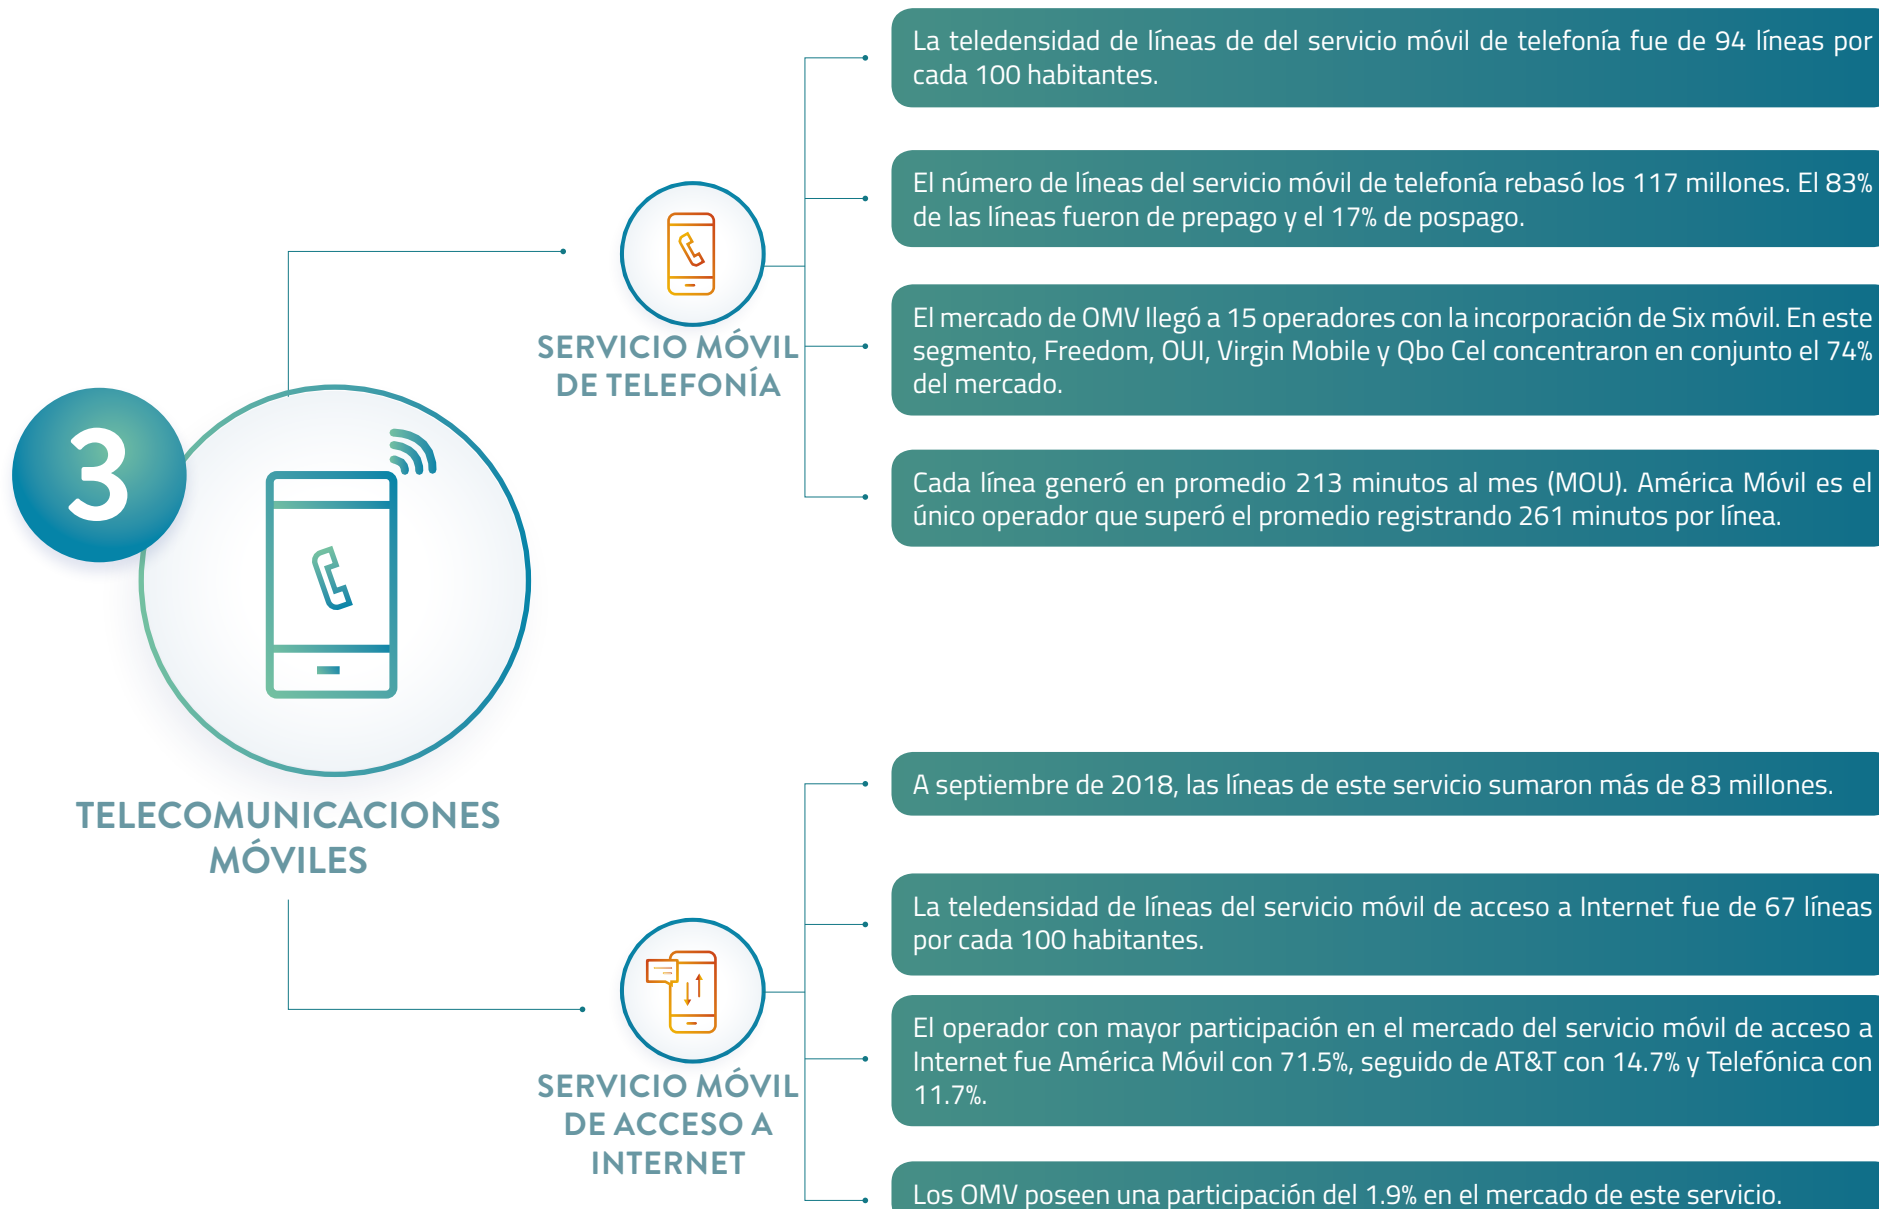 3
TELECOMUNICACIONES
MÓVILES
SERVICIO MÓVIL
DE TELEFONÍA
La teledensidad de líneas de del servicio móvil de telefonía fue de 94 líneas por
cada 100 habitantes.
El número de líneas del servicio móvil de telefonía rebasó los 117 millones. El 83%
de las líneas fueron de prepago y el 17% de pospago.
El mercado de OMV llegó a 15 operadores con la incorporación de Six móvil. En este
segmento, Freedom, OUI, Virgin Mobile y Qbo Cel concentraron en conjunto el 74%
del mercado.
Cada línea generó en promedio 213 minutos al mes (MOU). América Móvil es el
único operador que superó el promedio registrando 261 minutos por línea.
SERVICIO MÓVIL
DE ACCESO A
INTERNET
A septiembre de 2018, las líneas de este servicio sumaron más de 83 millones.
La teledensidad de líneas del servicio móvil de acceso a Internet fue de 67 líneas
por cada 100 habitantes.
El operador con mayor participación en el mercado del servicio móvil de acceso a
Internet fue América Móvil con 71.5%, seguido de AT&T con 14.7% y Telefónica con
11.7%.
Los OMV poseen una participación del 1.9% en el mercado de este servicio.